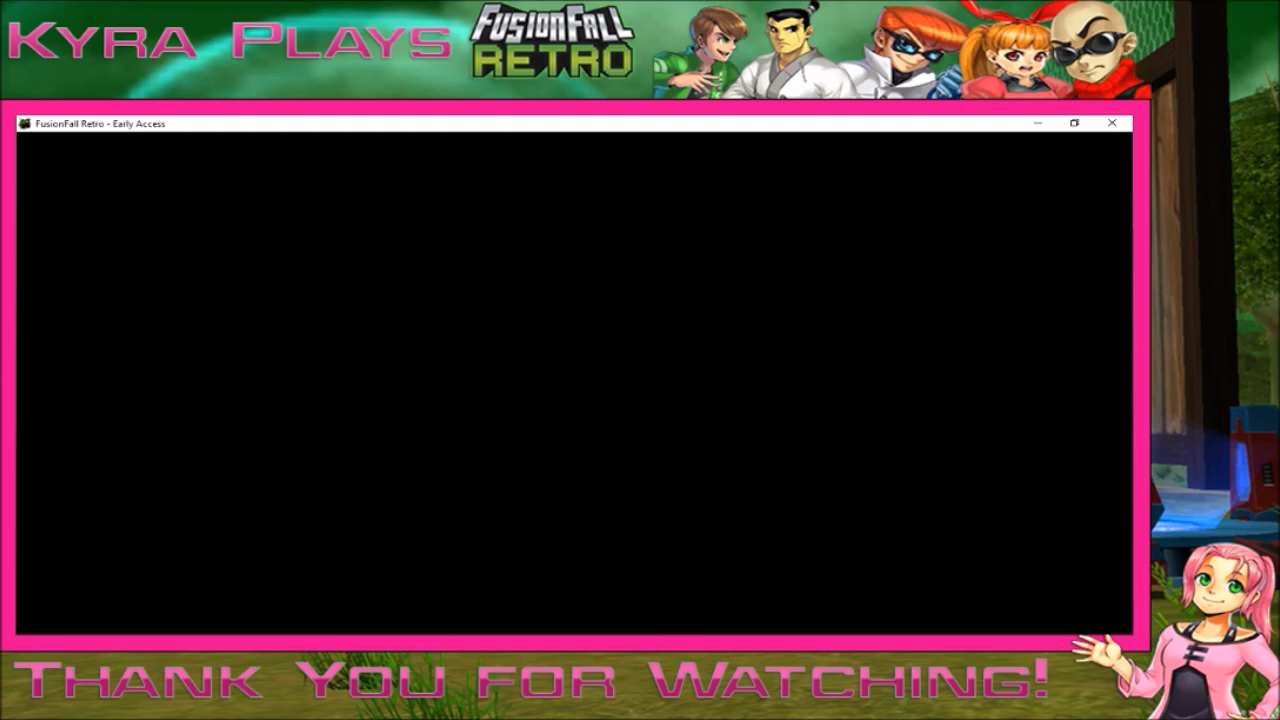 Kyra Plays
FusionFall
Retro
FusionFall Retro - Early Access
Thank You for Watching!